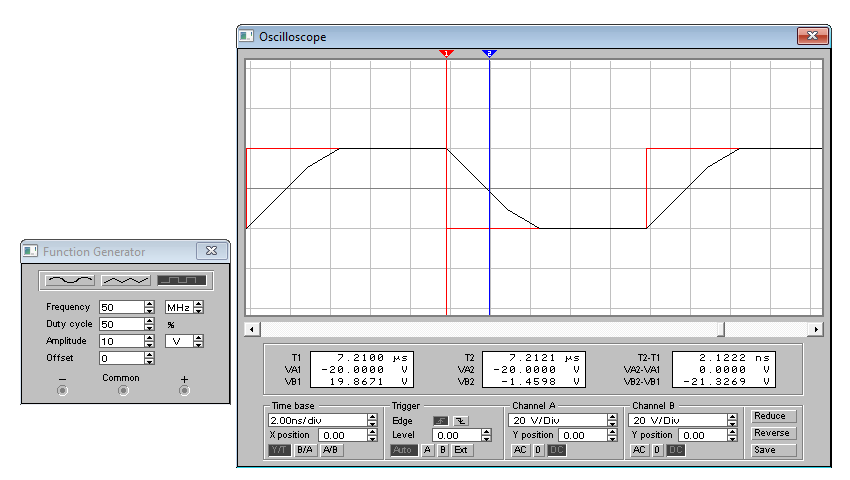 Oscilloscope
1 2
Function Generator
Frequency 50 MHz
Duty cycle 50 %
Amplitude 10 V
Offset 0
− Common +
T1 7.2100 µs
VA1 -20.0000 V
VB1 19.8671 V
T2 7.2121 µs
VA2 -20.0000 V
VB2 -1.4598 V
T2-T1 2.1222 ns
VA2-VA1 0.0000 V
VB2-VB1 -21.3269 V
Time base
2.00ns/div
X position 0.00
Y/T B/A A/B
Trigger
Edge
Level 0.00
Auto A B Ext
Channel A
20 V/Div
Y position 0.00
AC 0 DC
Channel B
20 V/Div
Y position 0.00
AC 0 DC
Reduce
Reverse
Save